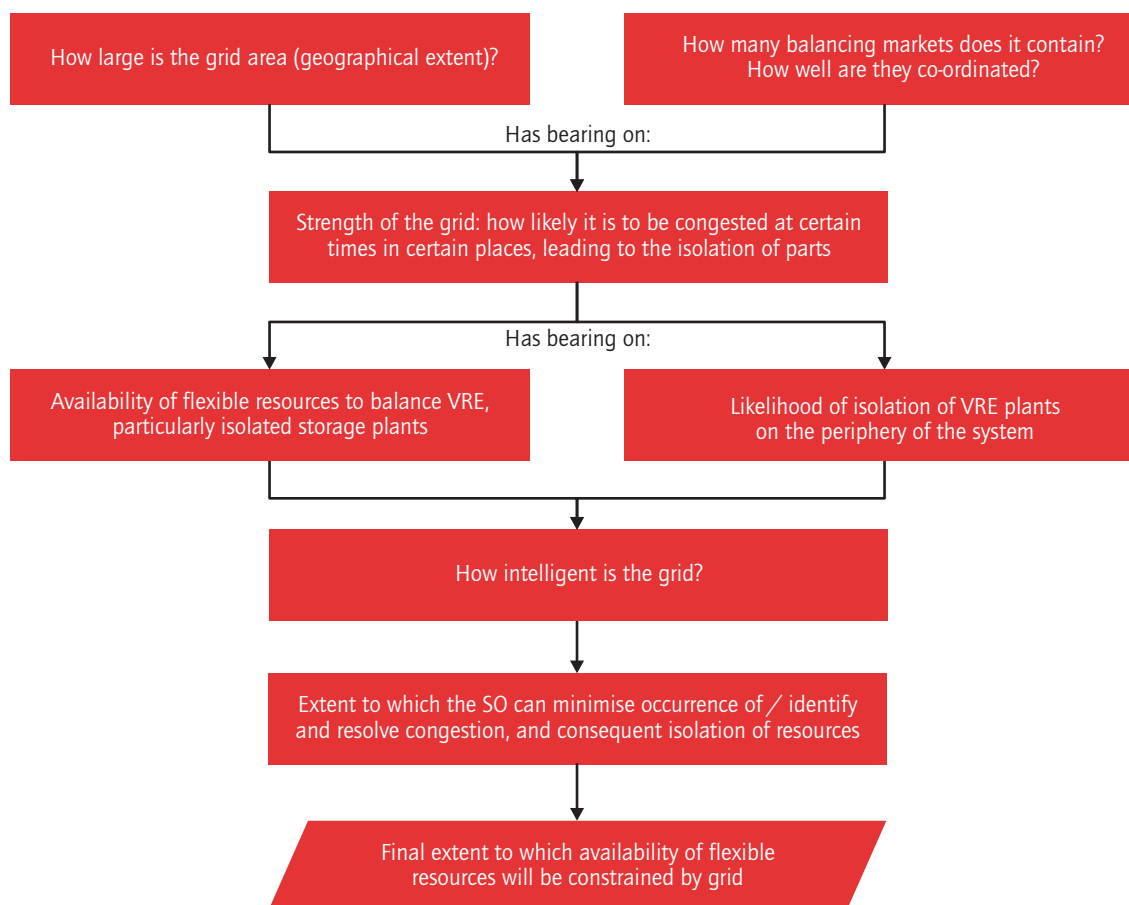 How large is the grid area (geographical extent)?
How many balancing markets does it contain?
How well are they co-ordinated?
Has bearing on:
Strength of the grid: how likely it is to be congested at certain
times in certain places, leading to the isolation of parts
Has bearing on:
Availability of flexible resources to balance VRE,
particularly isolated storage plants
Likelihood of isolation of VRE plants
on the periphery of the system
How intelligent is the grid?
Extent to which the SO can minimise occurrence of / identify
and resolve congestion, and consequent isolation of resources
Final extent to which availability of flexible
resources will be constrained by grid